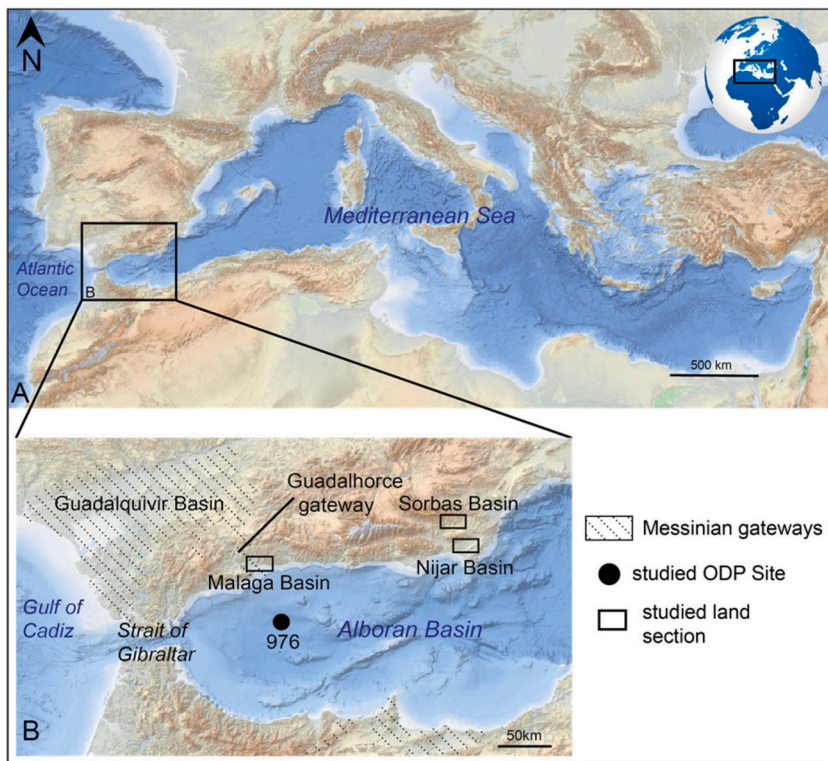 N
Mediterranean Sea
Atlantic
Ocean
B
500 km
A
Guadalquivir Basin
Guadalhorce
gateway
Sorbas Basin
Malaga Basin
Nijar Basin
Gulf of
Cadiz
Strait of
Gibraltar
976
Alboran Basin
B
50km
Messinian gateways
studied ODP Site
studied land
section